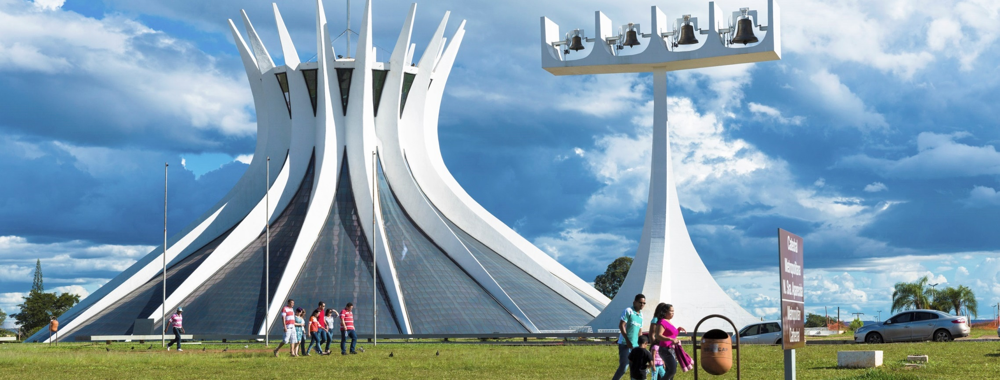 Catedral
Metropolitana
N. Sra. Aparecida
Metropolitan
Cathedral